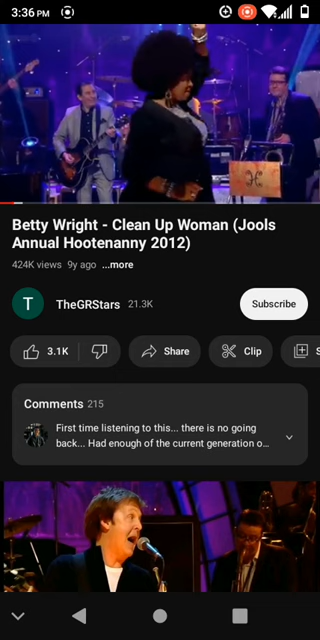 3:36 PM
Betty Wright - Clean Up Woman (Jools
Annual Hootenanny 2012)
424K views 9y ago ...more
T TheGRStars 21.3K Subscribe
3.1K Share Clip S
Comments 215
First time listening to this... there is no going
back... Had enough of the current generation o...